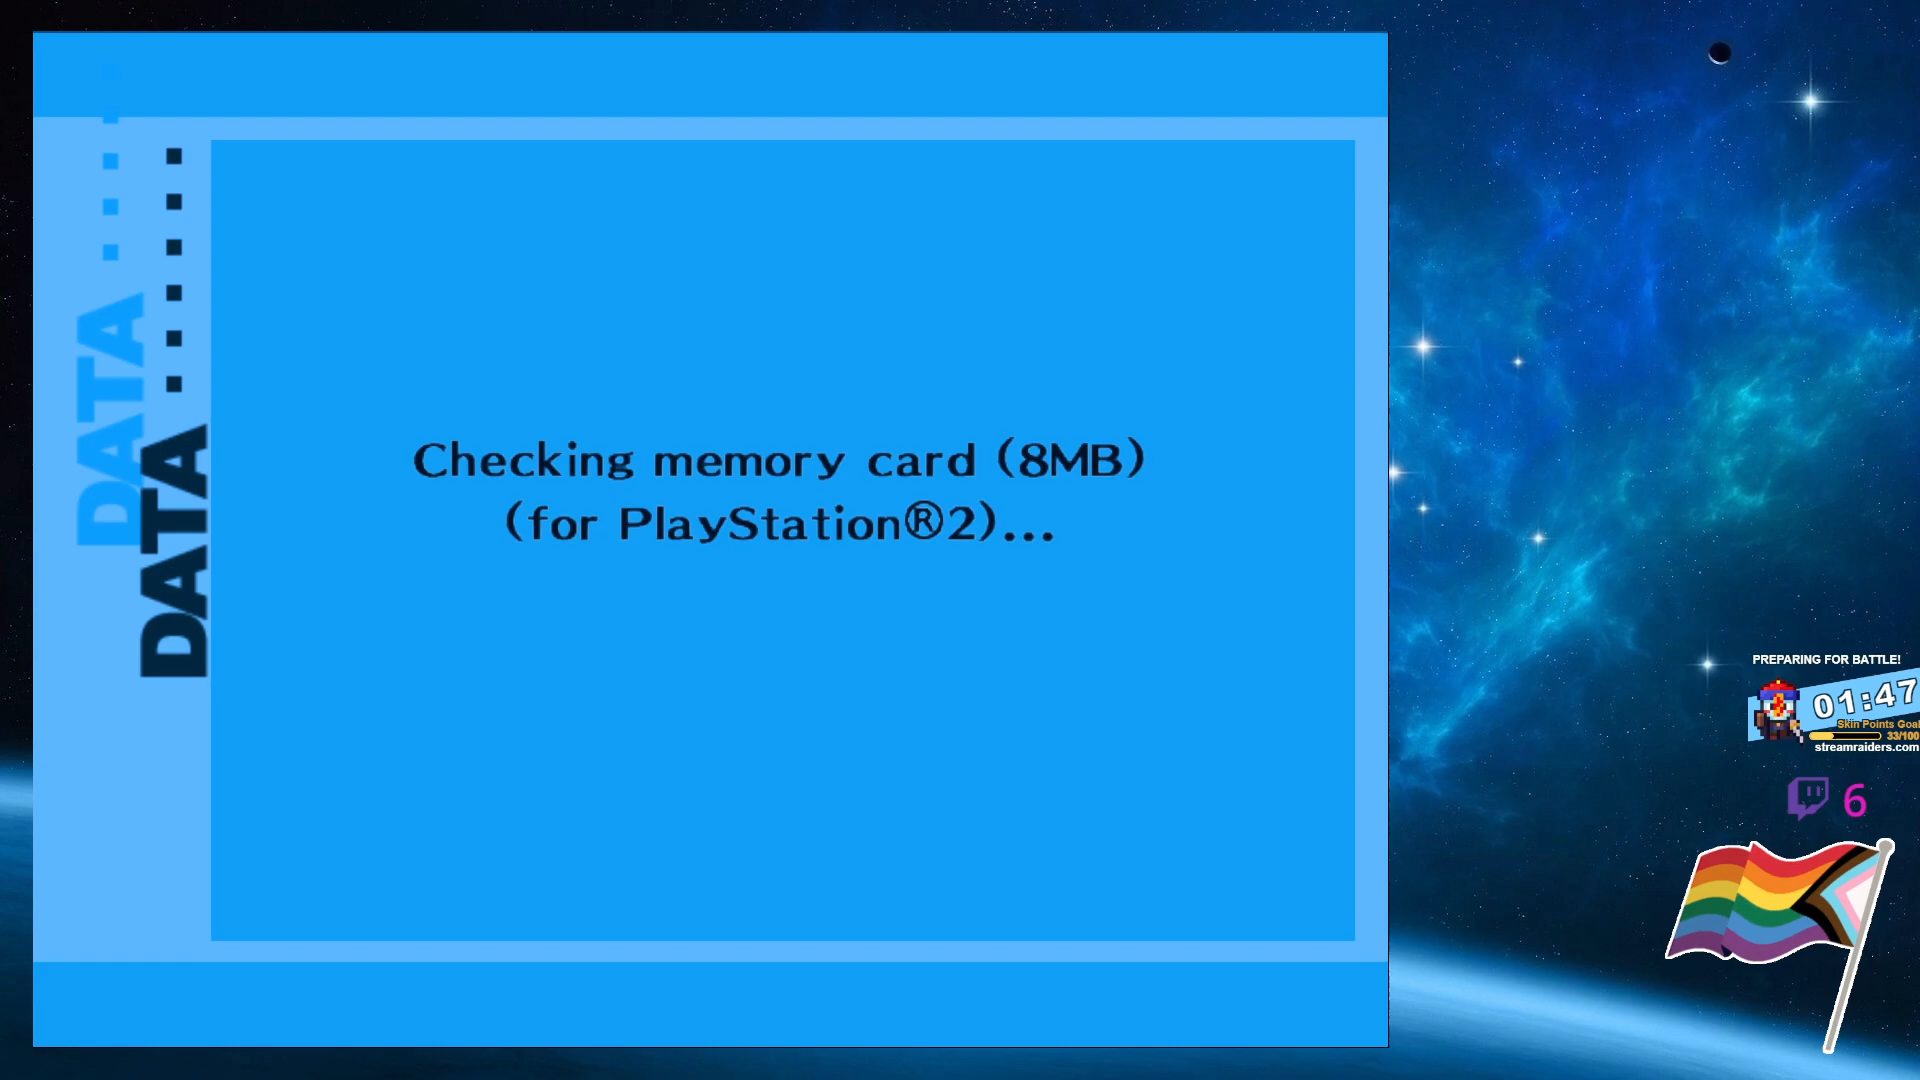 DATA......
DATA....
Checking memory card (8MB)
(for PlayStation®2)...
PREPARING FOR BATTLE!
01:47
Skin Points Goal
33/100
streamraiders.com
6